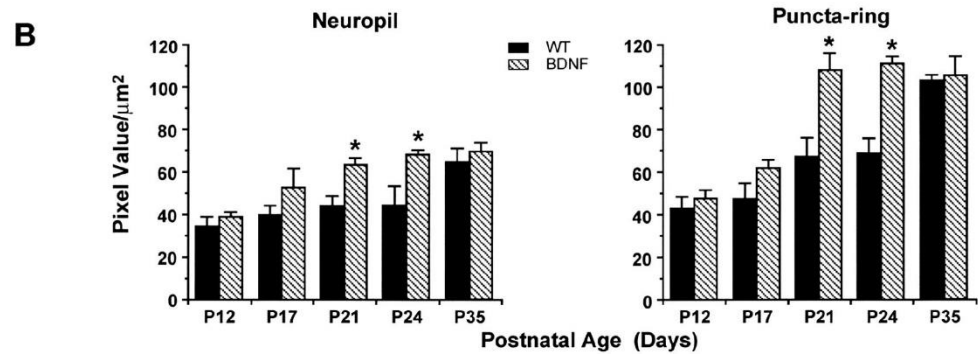 B
Neuropil
Puncta-ring
WT
BDNF
Pixel Value/μm²
120
100
80
60
40
20
0
* *
P12 P17 P21 P24 P35
120
100
80
60
40
20
0
* *
P12 P17 P21 P24 P35
Postnatal Age (Days)